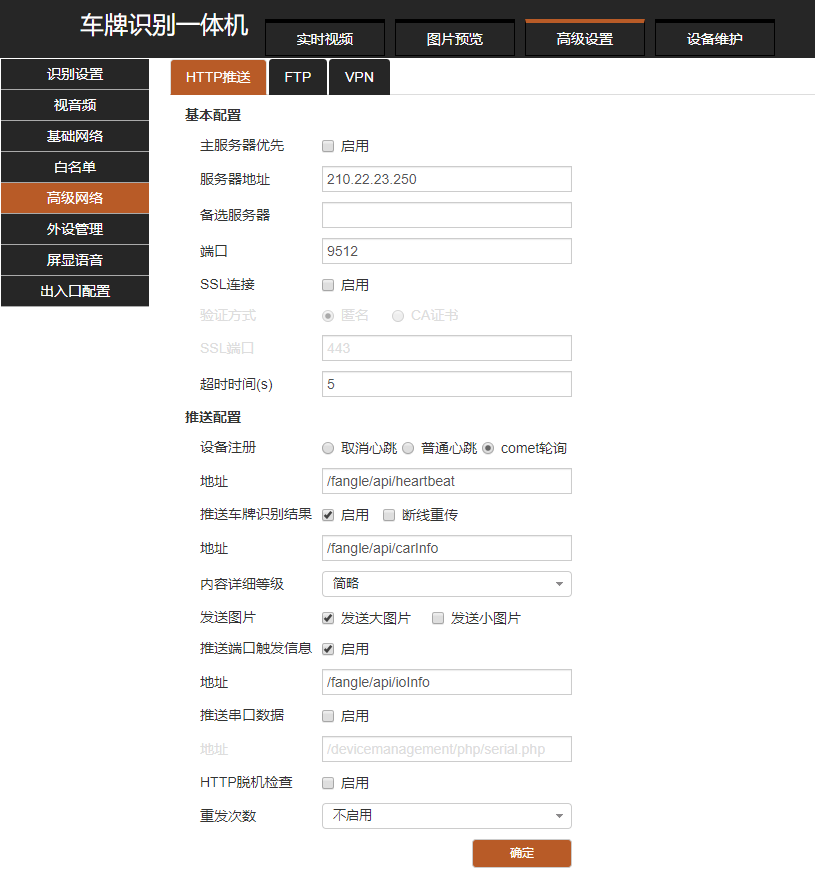 车牌识别一体机
实时视频 图片预览 高级设置 设备维护
识别设置
视音频
基础网络
白名单
高级网络
外设管理
屏显语音
出入口配置
HTTP推送 FTP VPN
基本配置
主服务器优先 启用
服务器地址 210.22.23.250
备选服务器
端口 9512
SSL连接 启用
验证方式 匿名 CA证书
SSL端口 443
超时时间(s) 5
推送配置
设备注册 取消心跳 普通心跳 comet轮询
地址 /fangle/api/heartbeat
推送车牌识别结果 启用 断线重传
地址 /fangle/api/carInfo
内容详细等级 简略
发送图片 发送大图片 发送小图片
推送端口触发信息 启用
地址 /fangle/api/ioInfo
推送串口数据 启用
地址 /devicemanagement/php/serial.php
HTTP脱机检查 启用
重发次数 不启用
确定